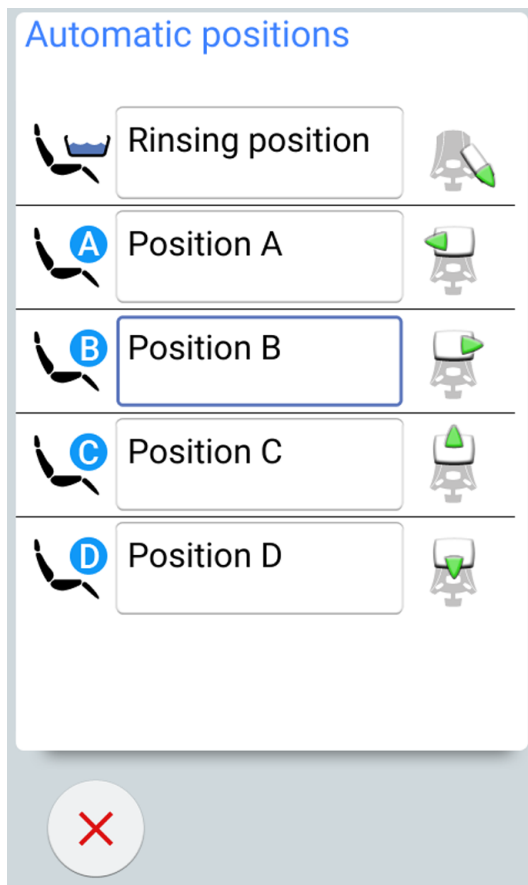 Automatic positions
Rinsing position
A Position A
B Position B
C Position C
D Position D